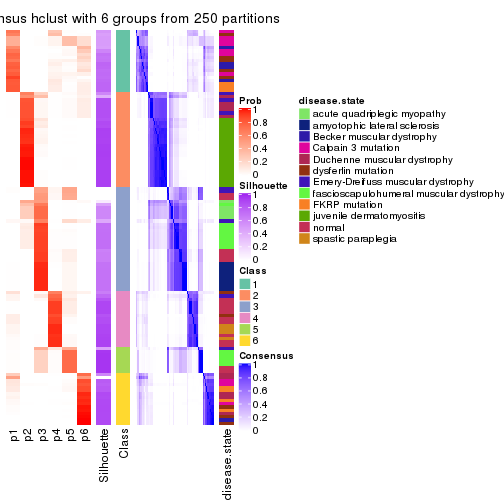 nsus hclust with 6 groups from 250 partitions
Prob
1
0.8
0.6
0.4
0.2
0
Silhouette
1
0.8
0.6
0.4
0.2
0
Class
1
2
3
4
5
6
Consensus
1
0.8
0.6
0.4
0.2
0
disease.state
acute quadriplegic myopathy
amyotophic lateral sclerosis
Becker muscular dystrophy
Calpain 3 mutation
Duchenne muscular dystrophy
dysferlin mutation
Emery-Dreifuss muscular dystrophy
fascioscapulohumeral muscular dystrophy
FKRP mutation
juvenile dermatomyositis
normal
spastic paraplegia
p1
p2
p3
p4
p5
p6
Silhouette
Class
disease.state